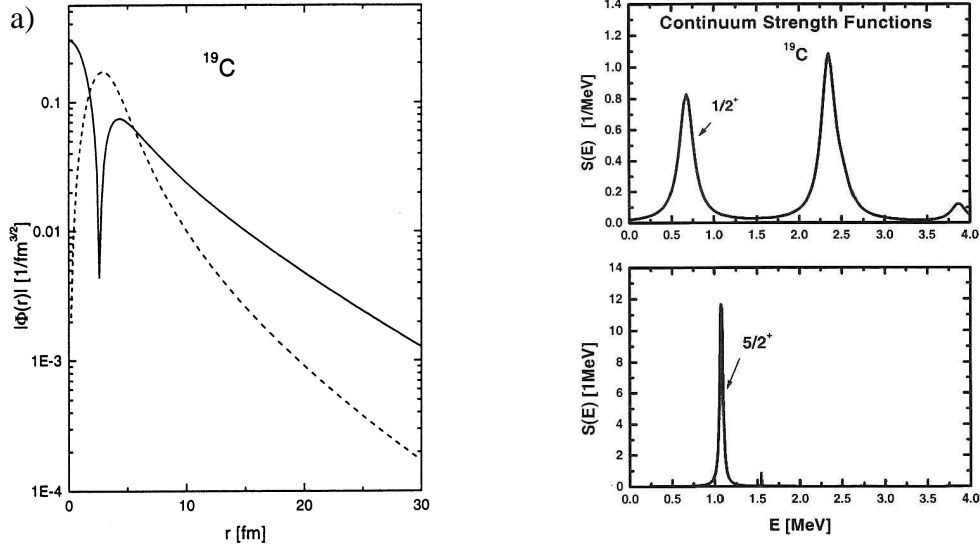 a)
¹⁹C
|Φ(r)| [1/fm³/²]
0.1
0.01
1E-3
1E-4
0 10 20 30
r [fm]
Continuum Strength Functions
¹⁹C
1/2⁺
S(E) [1/MeV]
1.4
1.2
1.0
0.8
0.6
0.4
0.2
0.0
0.0 0.5 1.0 1.5 2.0 2.5 3.0 3.5 4.0
5/2⁺
S(E) [1MeV]
14
12
10
8
6
4
2
0
0.0 0.5 1.0 1.5 2.0 2.5 3.0 3.5 4.0
E [MeV]